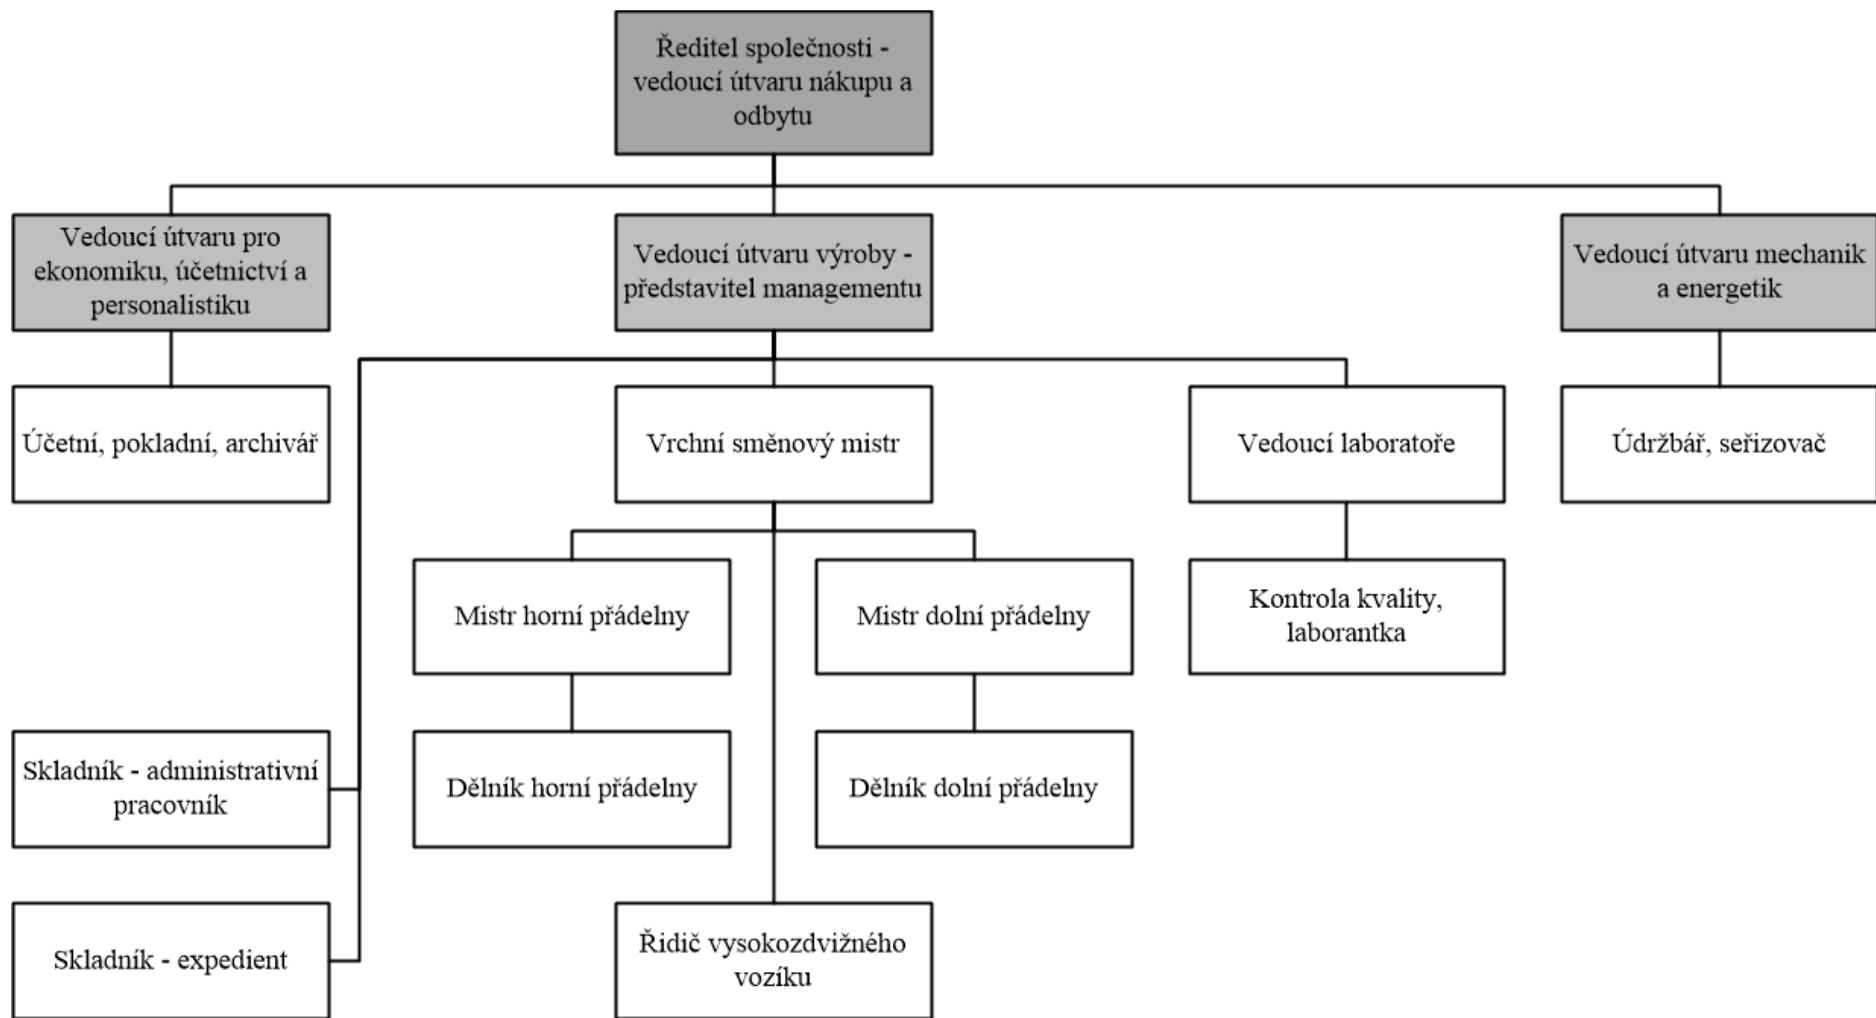 Ředitel společnosti -
vedoucí útvaru nákupu a
odbytu
Vedoucí útvaru pro
ekonomiku, účetnictví a
personalistiku
Vedoucí útvaru výroby -
představitel managementu
Vedoucí útvaru mechanik
a energetik
Účetní, pokladní, archivář
Vrchní směnový mistr
Vedoucí laboratoře
Údržbář, seřizovač
Mistr horní přádelny
Mistr dolní přádelny
Kontrola kvality,
laborantka
Skladník - administrativní
pracovník
Dělník horní přádelny
Dělník dolní přádelny
Skladník - expedient
Řidič vysokozdvižného
vozíku